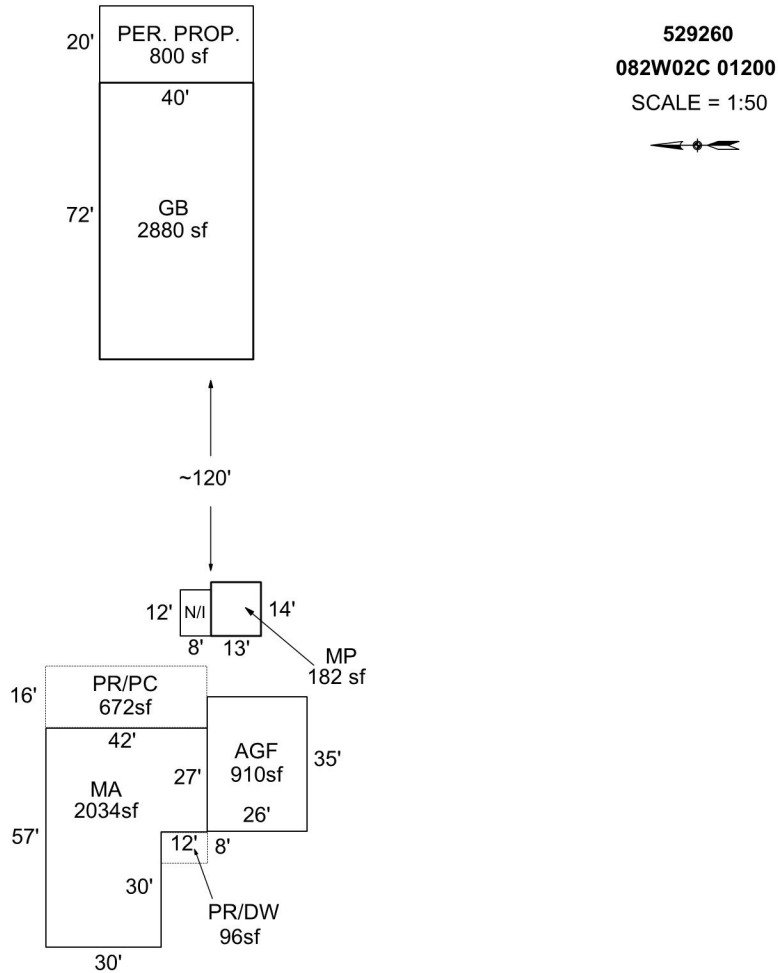 529260
082W02C 01200
SCALE = 1:50
20'
PER. PROP.
800 sf
40'
72'
GB
2880 sf
~120'
12'
N/I
14'
8'
13'
MP
182 sf
16'
PR/PC
672sf
42'
MA
2034sf
27'
AGF
910sf
35'
26'
57'
12'
8'
30'
PR/DW
96sf
30'